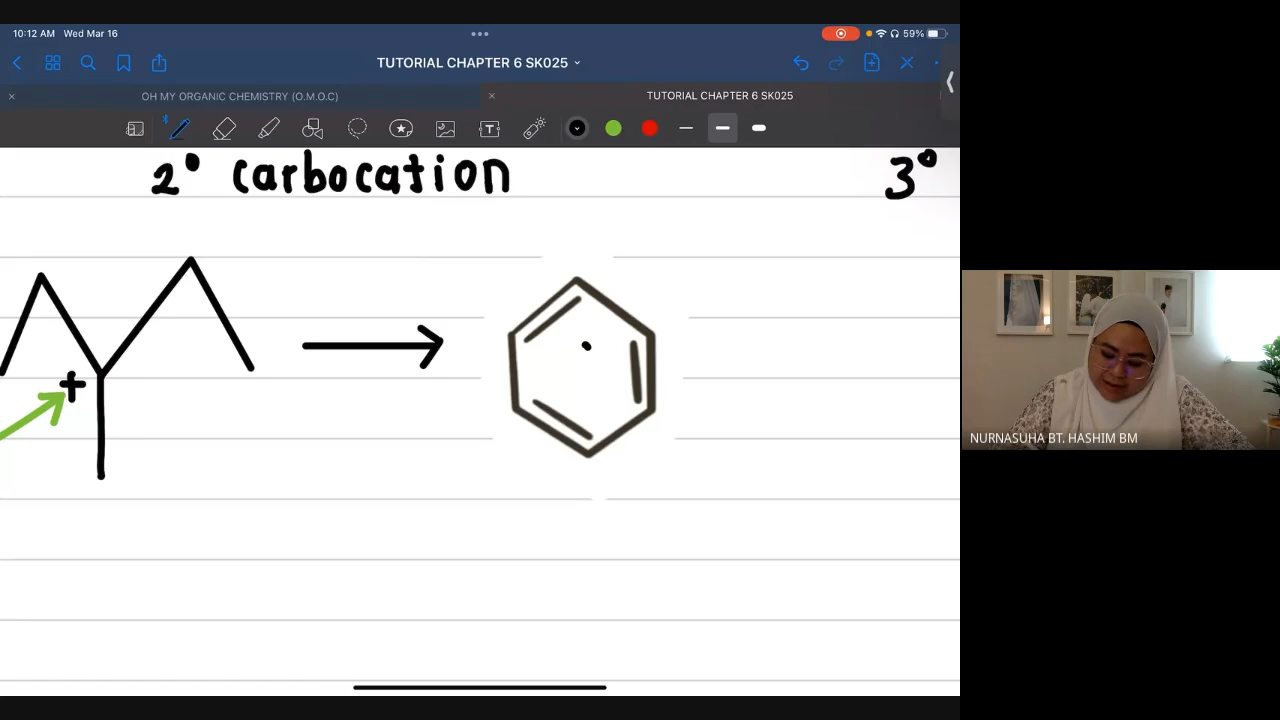 10:12 AM Wed Mar 16
59%
TUTORIAL CHAPTER 6 SK025
OH MY ORGANIC CHEMISTRY (O.M.O.C)
TUTORIAL CHAPTER 6 SK025
T
2° carbocation
3°
+
NURNASUHA BT. HASHIM BM